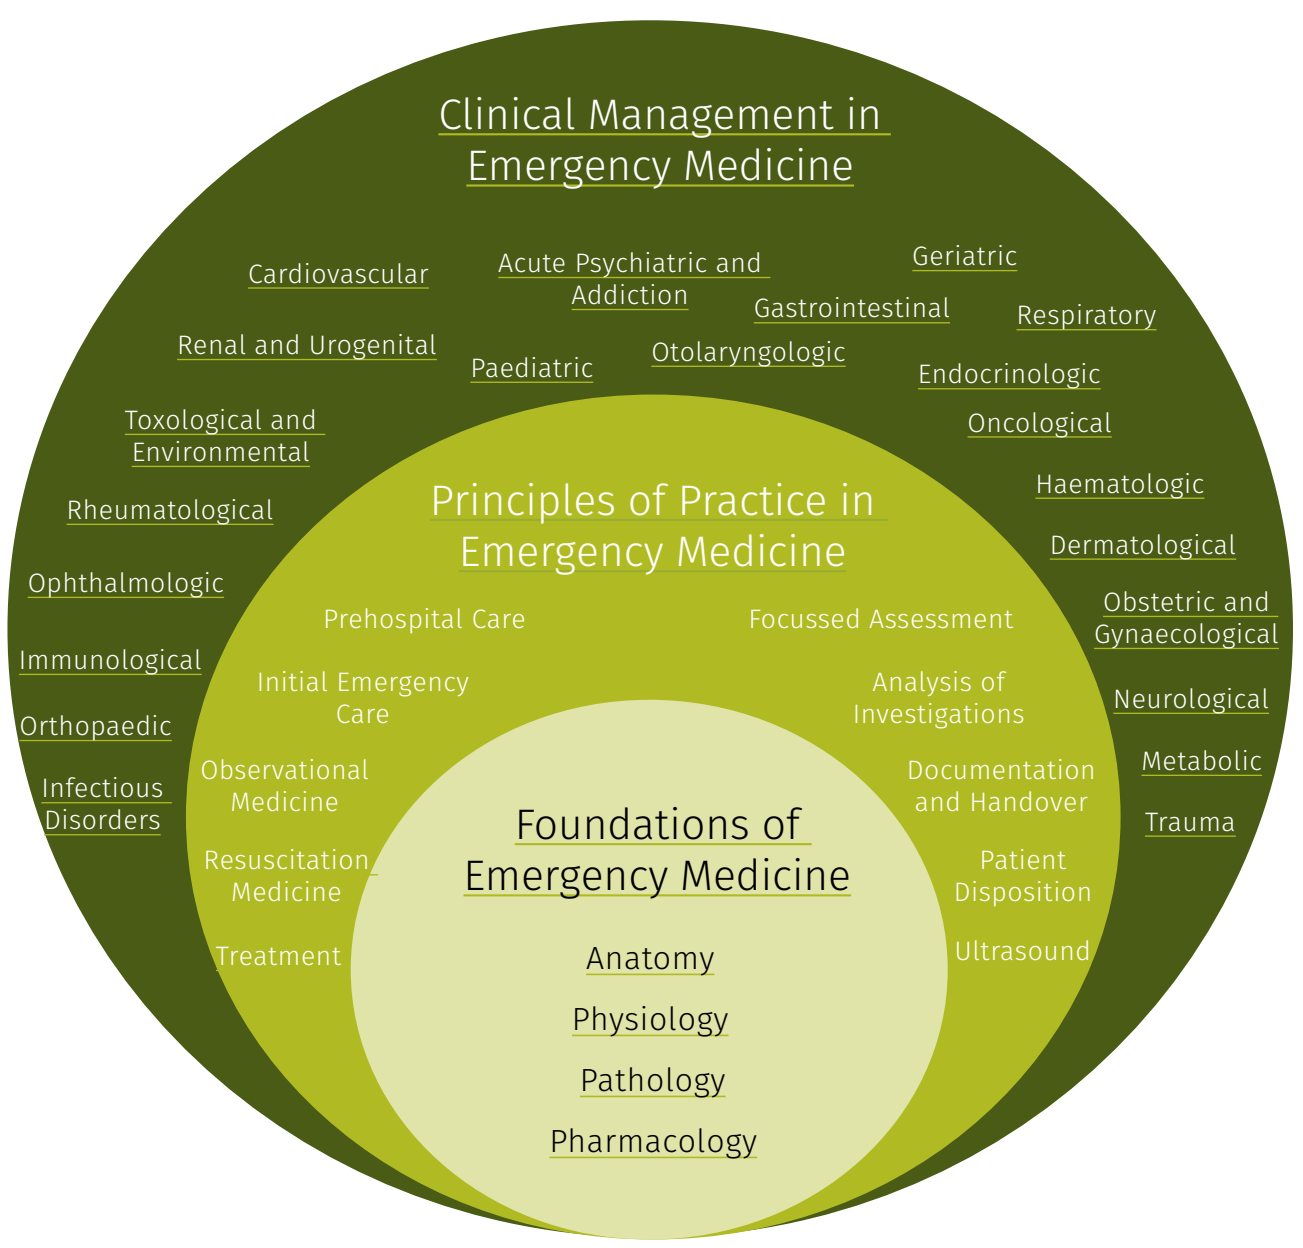 Clinical Management in
Emergency Medicine
Cardiovascular
Acute Psychiatric and
Addiction
Geriatric
Gastrointestinal
Respiratory
Renal and Urogenital
Paediatric
Otolaryngologic
Endocrinologic
Toxological and
Environmental
Oncological
Rheumatological
Haematologic
Dermatological
Ophthalmologic
Obstetric and
Gynaecological
Immunological
Neurological
Orthopaedic
Metabolic
Infectious
Disorders
Trauma
Principles of Practice in
Emergency Medicine
Prehospital Care
Focussed Assessment
Initial Emergency
Care
Analysis of
Investigations
Observational
Medicine
Documentation
and Handover
Resuscitation
Medicine
Patient
Disposition
Treatment
Ultrasound
Foundations of
Emergency Medicine
Anatomy
Physiology
Pathology
Pharmacology